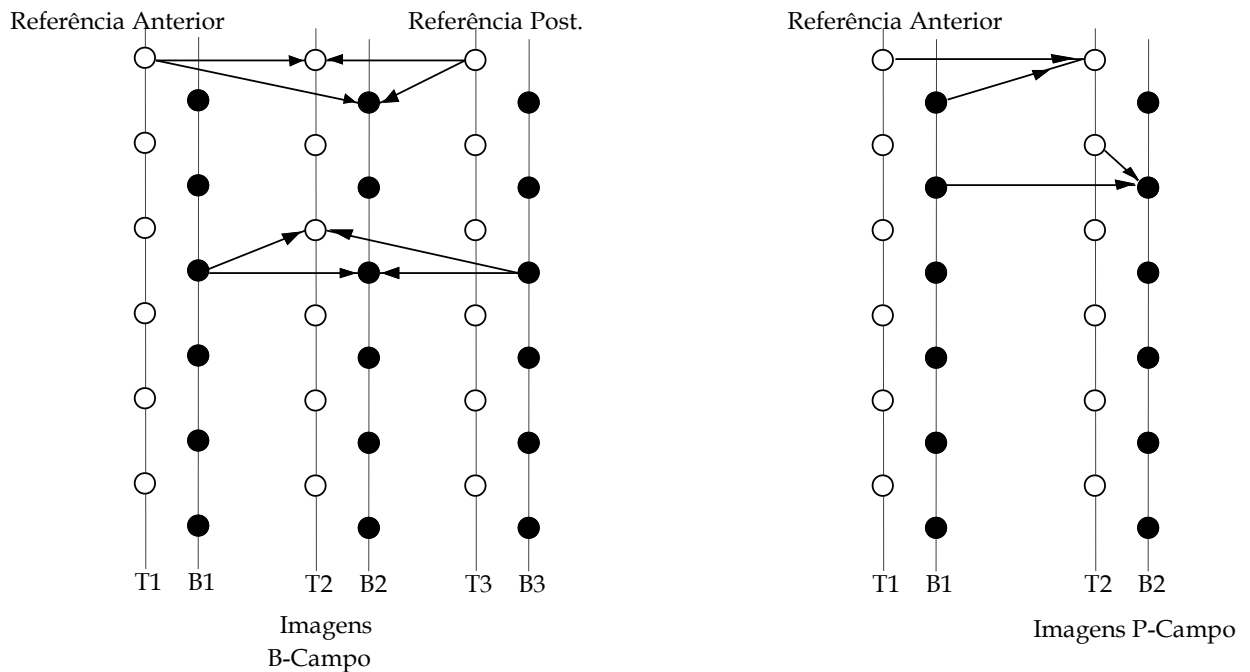 Referência Anterior
Referência Post.
T1 B1 T2 B2 T3 B3
Imagens
B-Campo
Referência Anterior
T1 B1 T2 B2
Imagens P-Campo